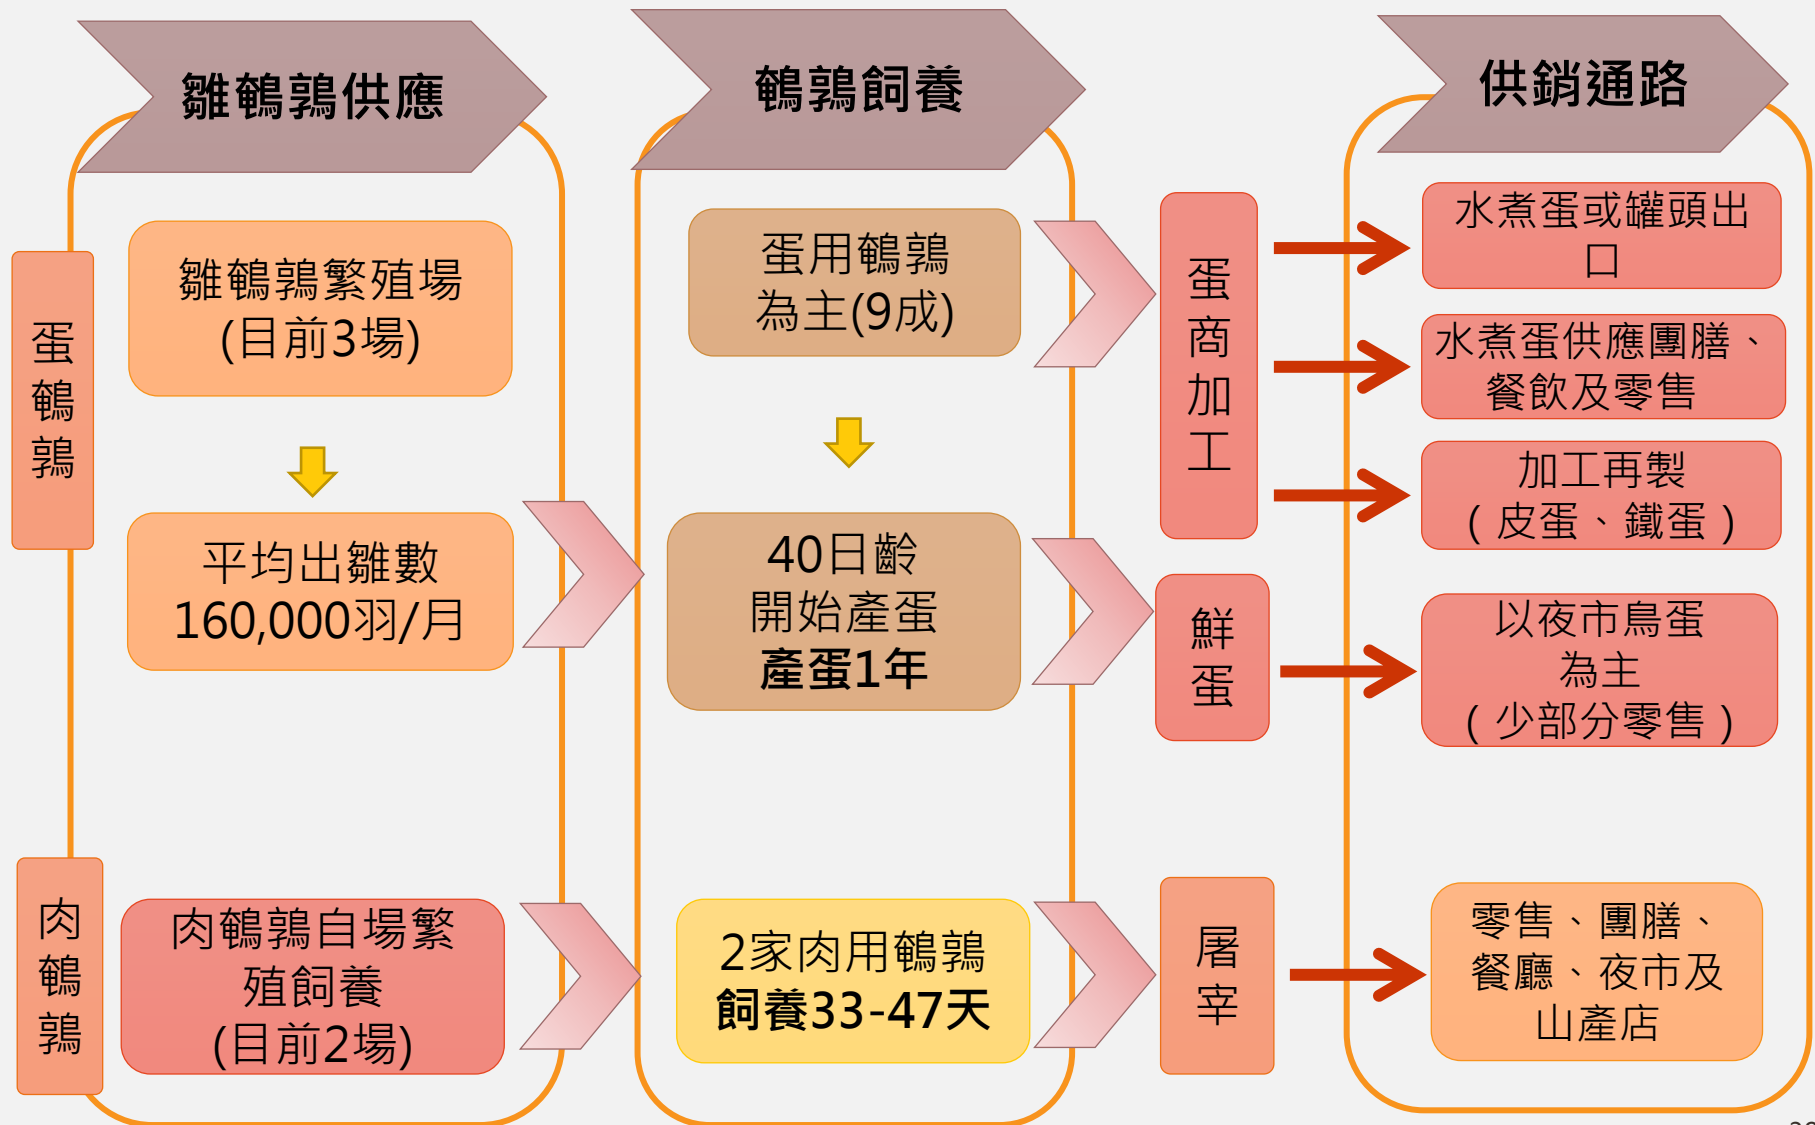 雛鵪鶉供應
鵪鶉飼養
供銷通路
蛋鵪鶉
雛鵪鶉繁殖場
(目前3場)
平均出雛數
160,000羽/月
蛋用鵪鶉
為主(9成)
40日齡
開始產蛋
產蛋1年
蛋商加工
鮮蛋
水煮蛋或罐頭出
口
水煮蛋供應團膳、
餐飲及零售
加工再製
(皮蛋、鐵蛋)
以夜市鳥蛋
為主
(少部分零售)
肉鵪鶉
肉鵪鶉自場繁
殖飼養
(目前2場)
2家肉用鵪鶉
飼養33-47天
屠宰
零售、團膳、
餐廳、夜市及
山產店